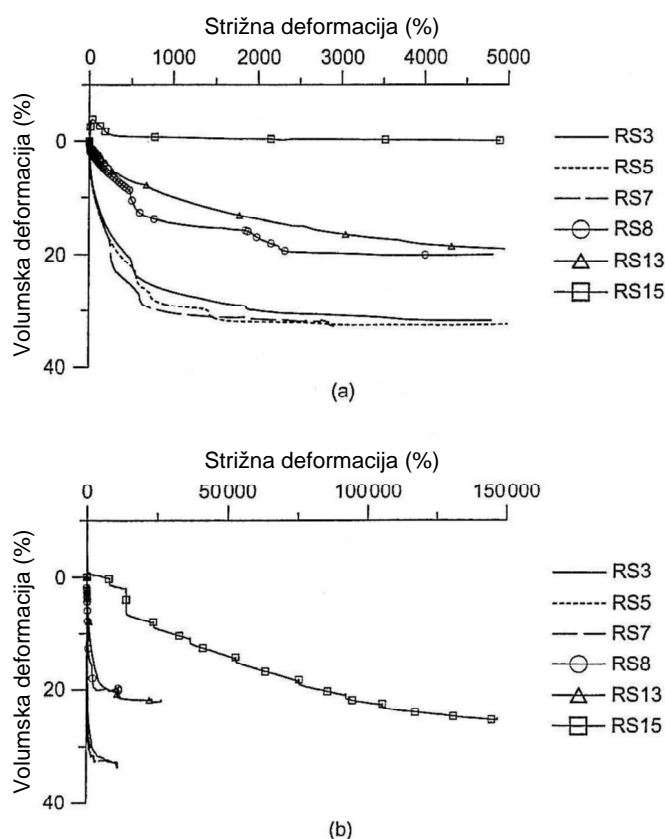 Strižna deformacija (%)
0 1000 2000 3000 4000 5000
Volumska deformacija (%)
0
20
40
RS3
RS5
RS7
RS8
RS13
RS15
(a)
Strižna deformacija (%)
0 50000 100000 150000
Volumska deformacija (%)
0
20
40
RS3
RS5
RS7
RS8
RS13
RS15
(b)